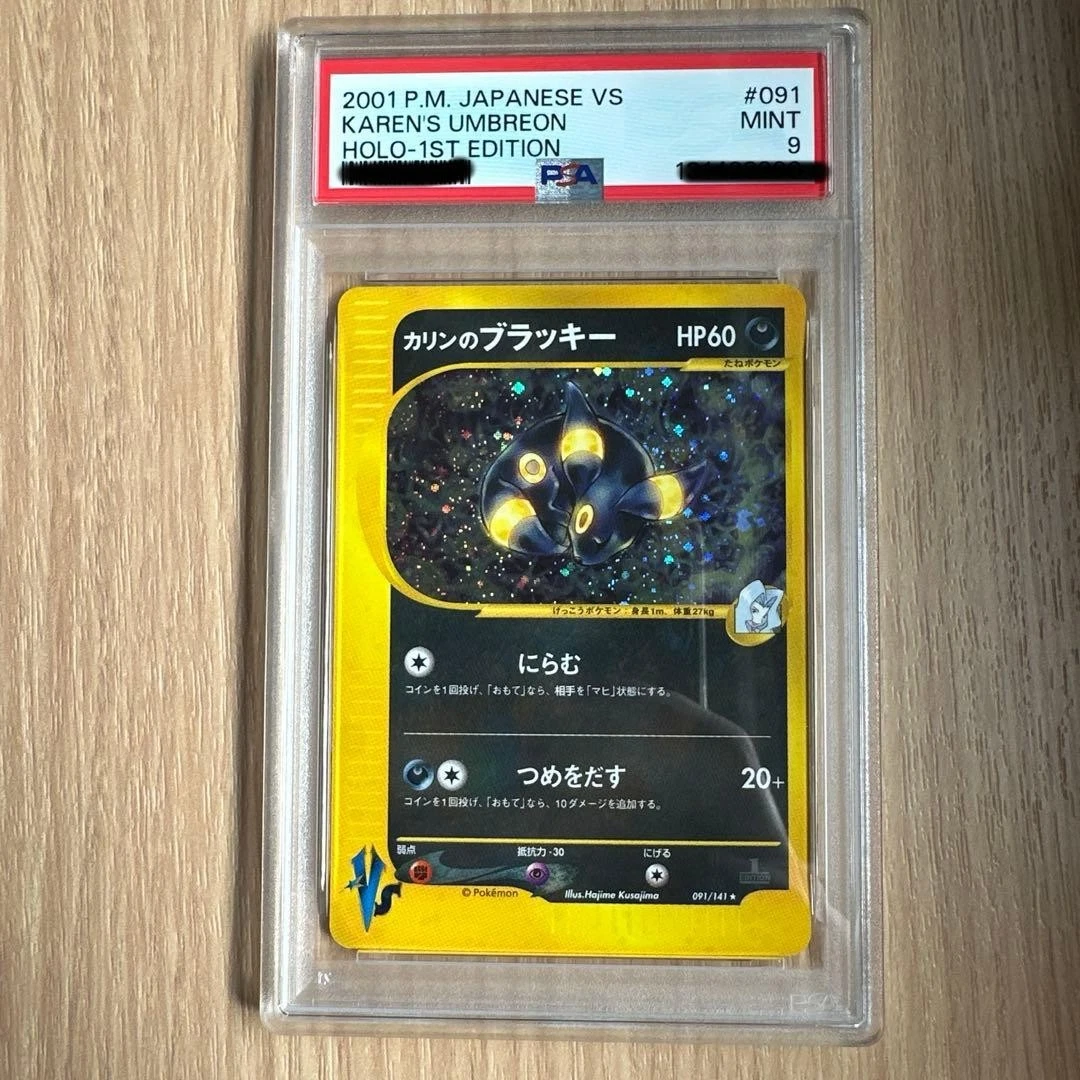 2001 P.M. JAPANESE VS #091
KAREN'S UMBREON MINT
HOLO-1ST EDITION 9
PSA
カリンのブラッキー HP60
たねポケモン
げっこうポケモン:身長1m、体重27kg
にらむ
コインを1回投げ、「おもて」なら、相手を「マヒ」状態にする。
つめをだす 20+
コインを1回投げ、「おもて」なら、10ダメージを追加する。
弱点 抵抗力-30 にげる
1
EDITION
Vs
©Pokémon Illus.Hajime Kusajima 091/141★
PSA